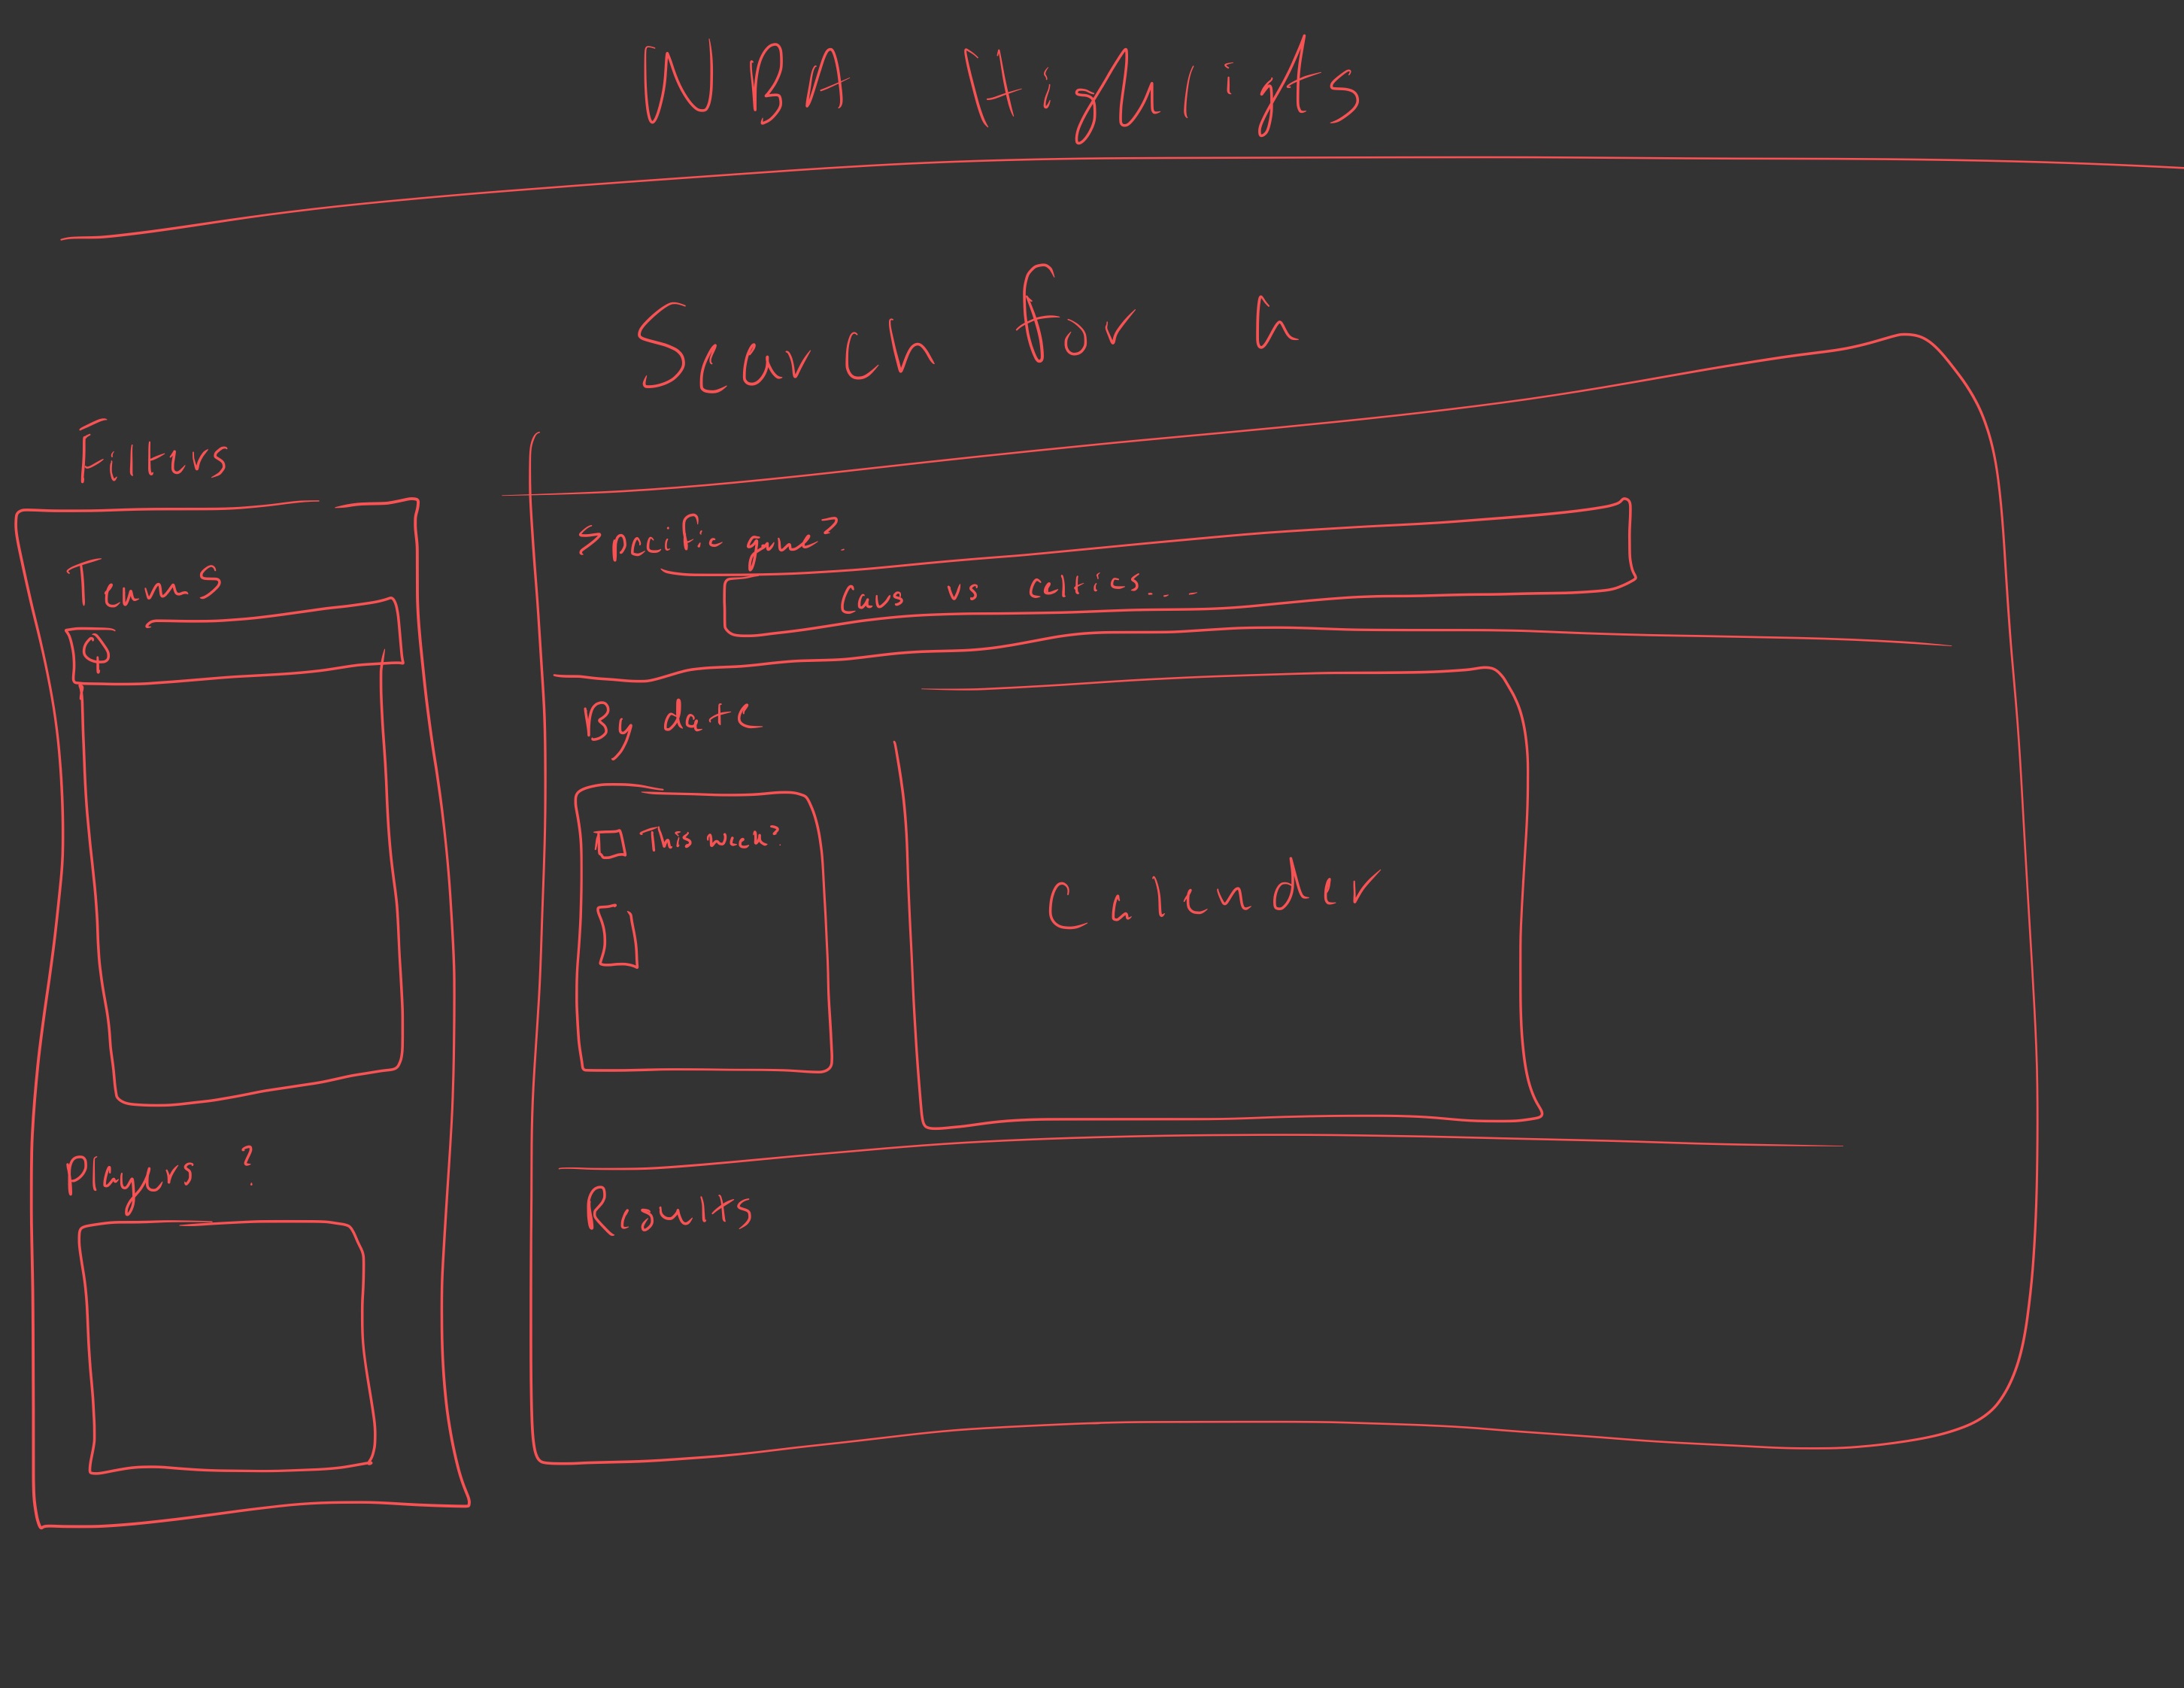 NBA Highlights
Search for a
Filters
Teams
Specific game?
Cavs vs celtics...
By date
This week?
Calender
Players?
Results